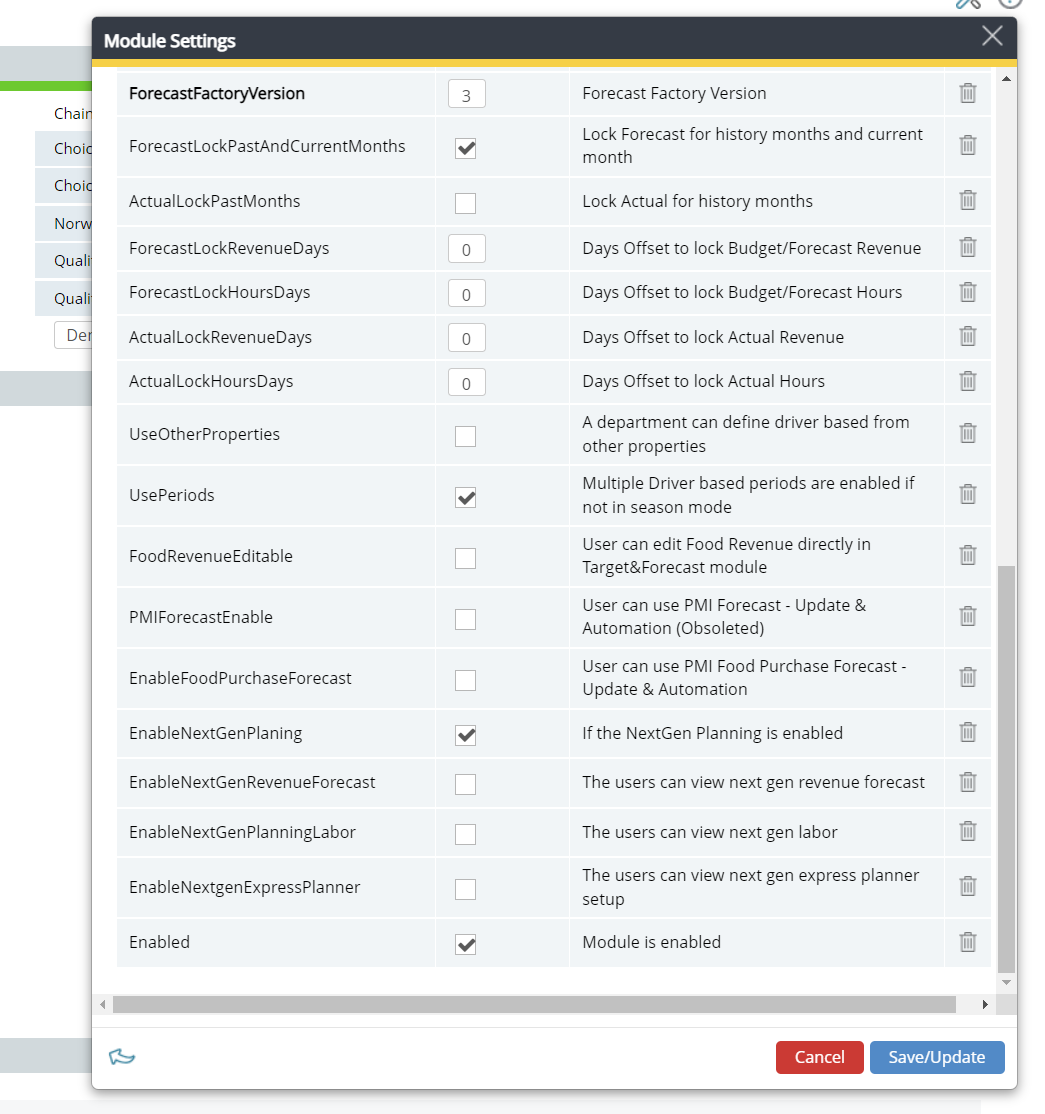 Module Settings
ForecastFactoryVersion 3 Forecast Factory Version
ForecastLockPastAndCurrentMonths Lock Forecast for history months and current
month
ActualLockPastMonths Lock Actual for history months
ForecastLockRevenueDays 0 Days Offset to lock Budget/Forecast Revenue
ForecastLockHoursDays 0 Days Offset to lock Budget/Forecast Hours
ActualLockRevenueDays 0 Days Offset to lock Actual Revenue
ActualLockHoursDays 0 Days Offset to lock Actual Hours
UseOtherProperties A department can define driver based from
other properties
UsePeriods Multiple Driver based periods are enabled if
not in season mode
FoodRevenueEditable User can edit Food Revenue directly in
Target&Forecast module
PMIForecastEnable User can use PMI Forecast - Update &
Automation (Obsoleted)
EnableFoodPurchaseForecast User can use PMI Food Purchase Forecast -
Update & Automation
EnableNextGenPlaning If the NextGen Planning is enabled
EnableNextGenRevenueForecast The users can view next gen revenue forecast
EnableNextGenPlanningLabor The users can view next gen labor
EnableNextgenExpressPlanner The users can view next gen express planner
setup
Enabled Module is enabled
Cancel Save/Update
Chain
Choic
Choic
Norw
Quali
Quali
Der